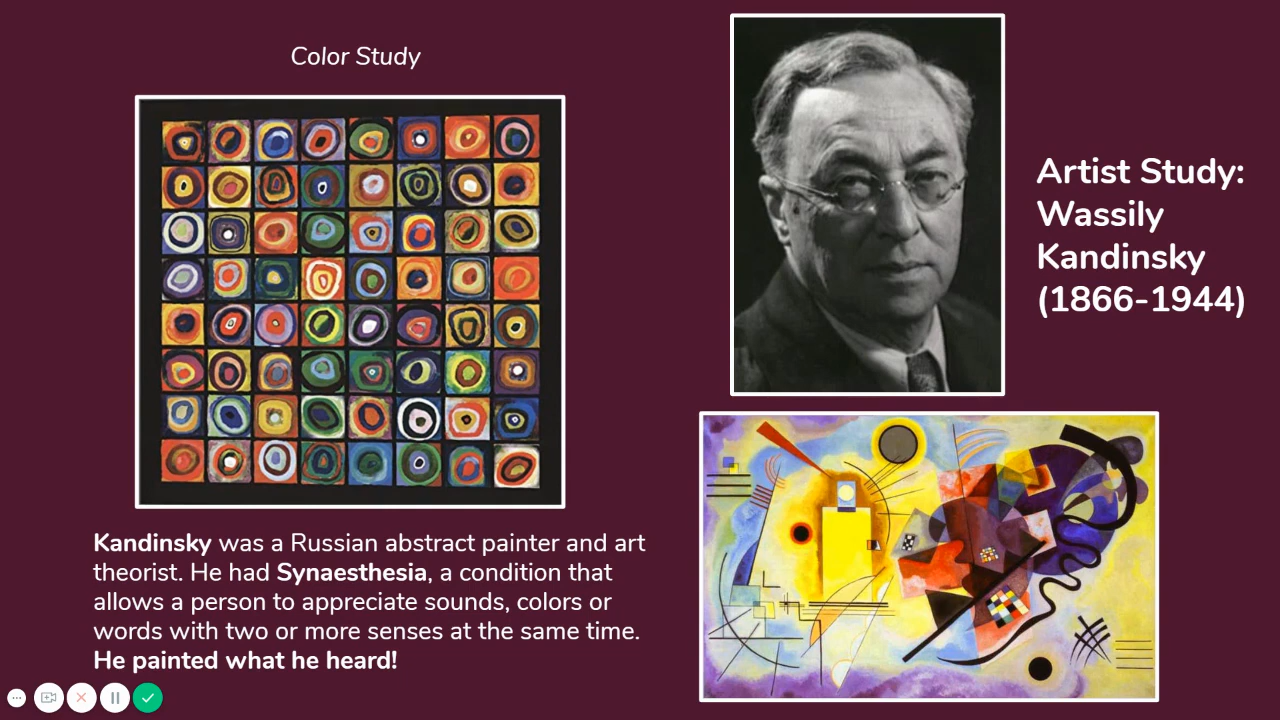 Color Study
Artist Study:
Wassily
Kandinsky
(1866-1944)
Kandinsky was a Russian abstract painter and art
theorist. He had Synaesthesia, a condition that
allows a person to appreciate sounds, colors or
words with two or more senses at the same time.
He painted what he heard!